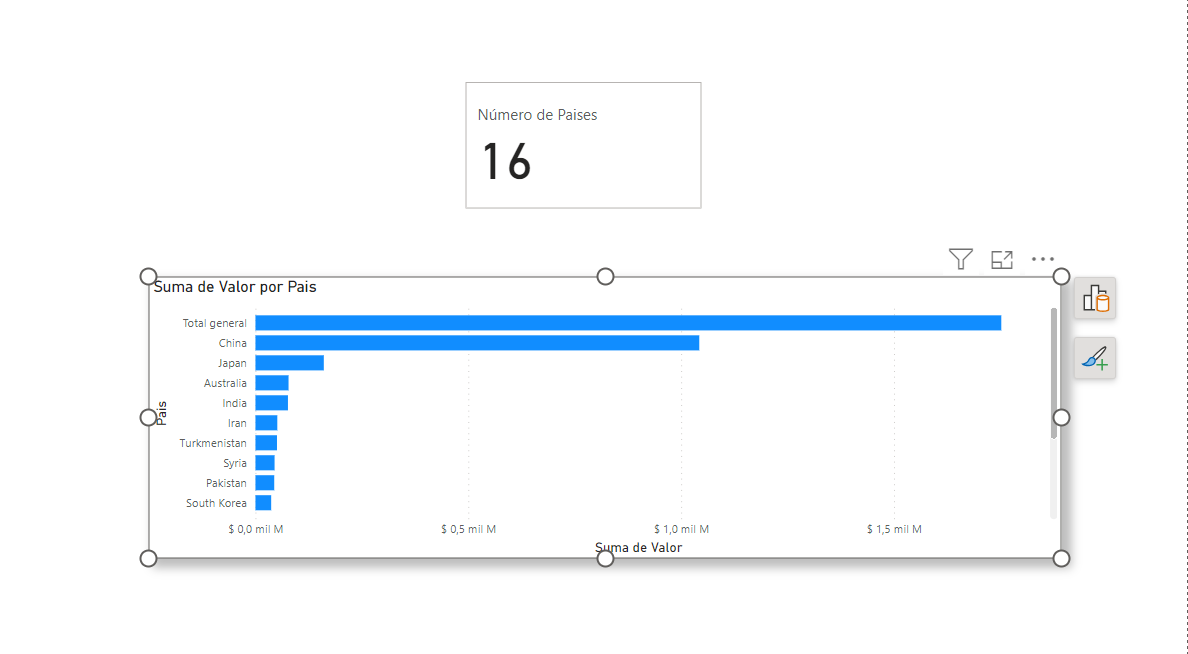 Número de Paises
16
Suma de Valor por Pais
Total general
China
Japan
Australia
India
Iran
Turkmenistan
Syria
Pakistan
South Korea
Pais
$ 0,0 mil M
$ 0,5 mil M
$ 1,0 mil M
$ 1,5 mil M
Suma de Valor